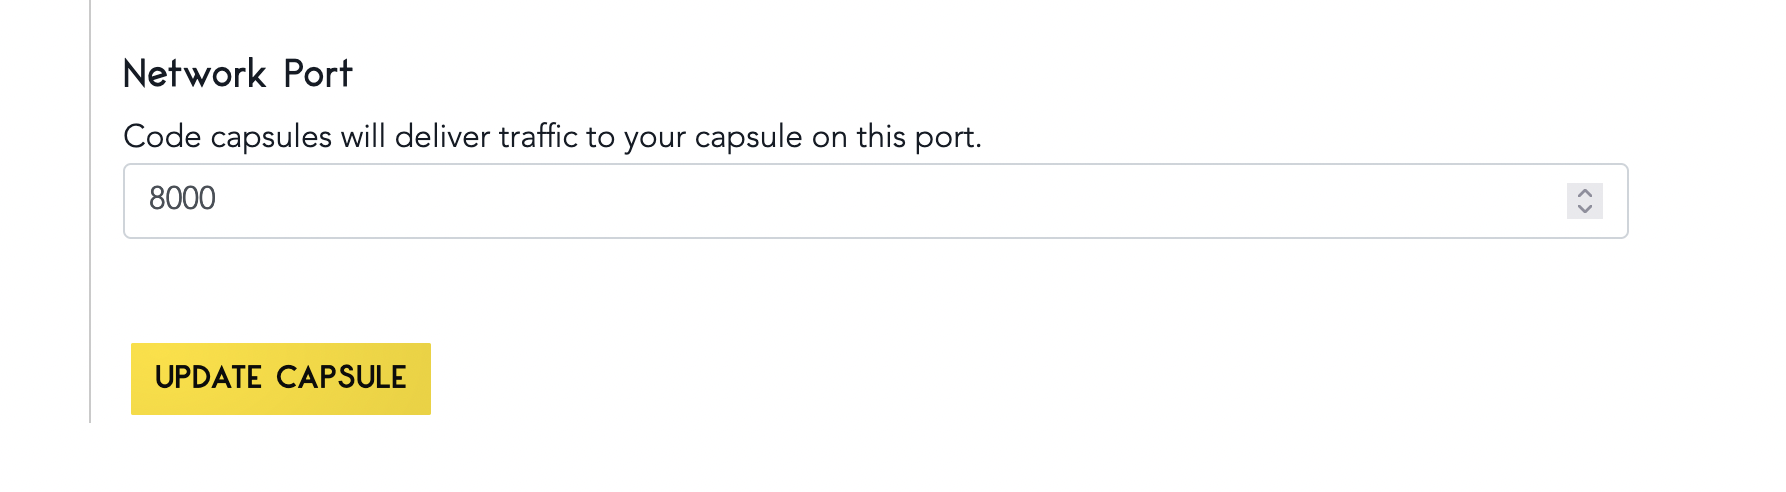 Network Port
Code capsules will deliver traffic to your capsule on this port.
8000
UPDATE CAPSULE